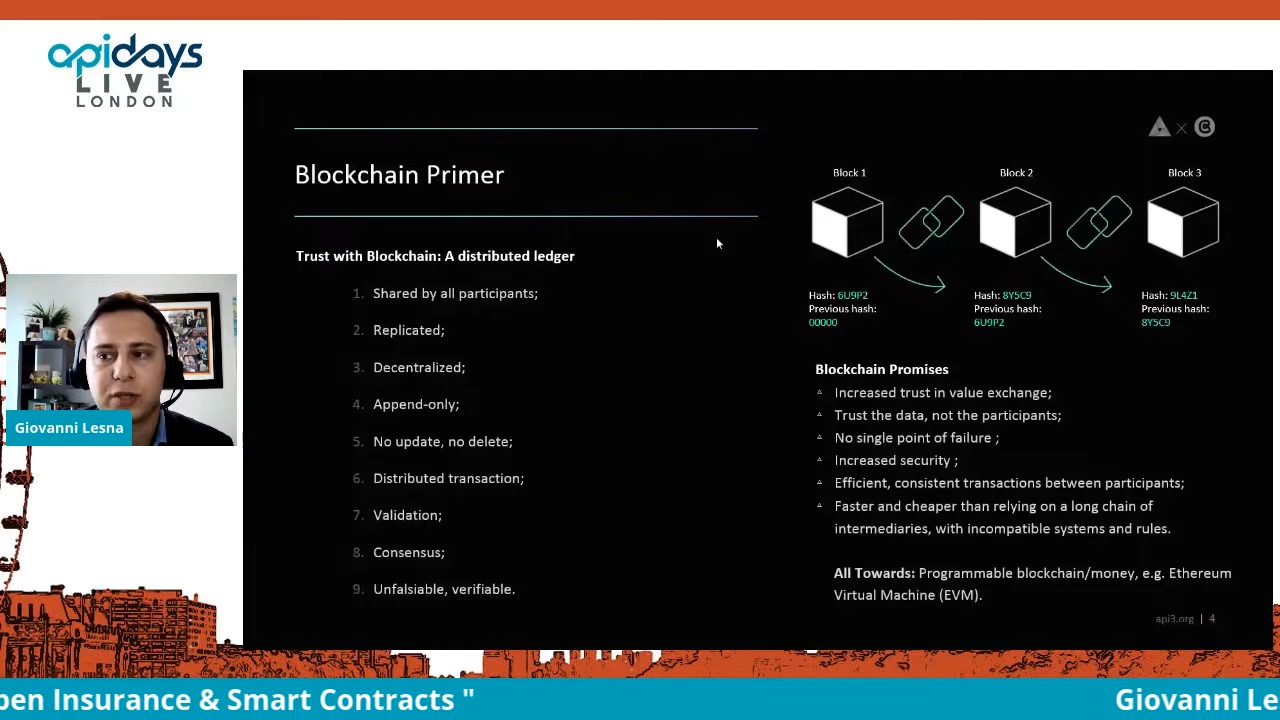 apidays
LIVE
LONDON
Blockchain Primer
Trust with Blockchain: A distributed ledger
1. Shared by all participants;
2. Replicated;
3. Decentralized;
4. Append-only;
5. No update, no delete;
6. Distributed transaction;
7. Validation;
8. Consensus;
9. Unfalsiable, verifiable.
Block 1
Block 2
Block 3
Hash: 6U9P2
Previous hash:
00000
Hash: 8Y5C9
Previous hash:
6U9P2
Hash: 9L4Z1
Previous hash:
8Y5C9
Blockchain Promises
Increased trust in value exchange;
Trust the data, not the participants;
No single point of failure ;
Increased security ;
Efficient, consistent transactions between participants;
Faster and cheaper than relying on a long chain of
intermediaries, with incompatible systems and rules.
All Towards: Programmable blockchain/money, e.g. Ethereum
Virtual Machine (EVM).
api3.org | 4
Giovanni Lesna
pen Insurance & Smart Contracts "
Giovanni Le